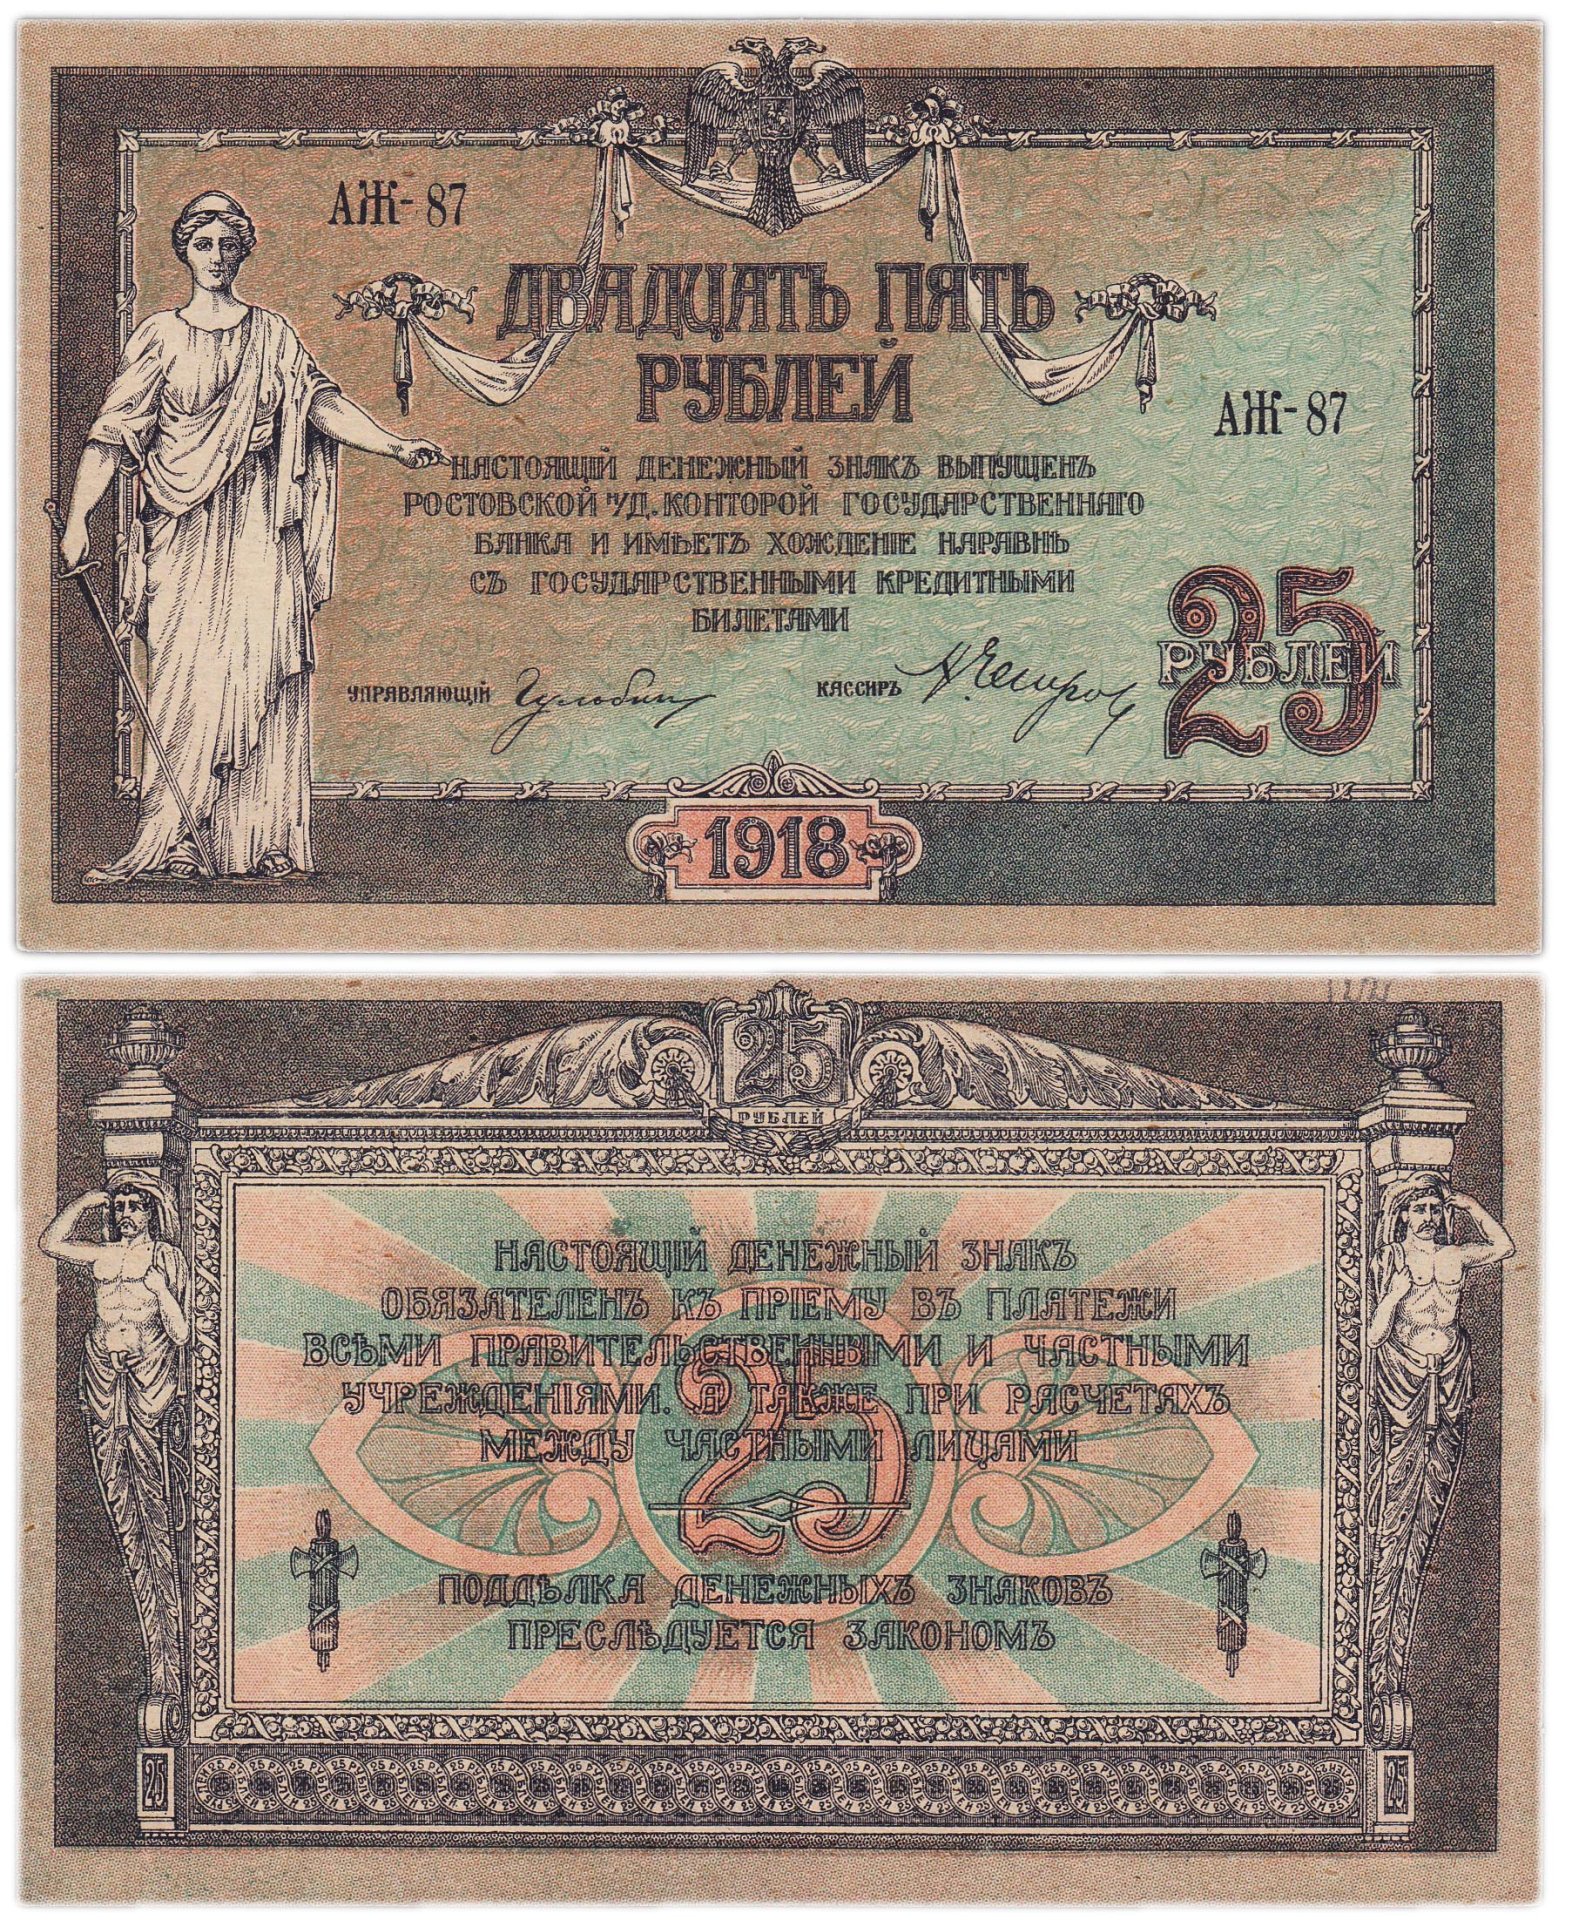 АЖ-87
ДВАДЦАТЬ ПЯТЬ
РУБЛЕЙ
АЖ-87
НАСТОЯЩІЙ ДЕНЕЖНЫЙ ЗНАКЪ ВЫПУЩЕНЪ
РОСТОВСКОЙ Н/Д. КОНТОРОЙ ГОСУДАРСТВЕННАГО
БАНКА И ИМѢЕТЪ ХОЖДЕНІЕ НАРАВНѢ
СЪ ГОСУДАРСТВЕННЫМИ КРЕДИТНЫМИ
БИЛЕТАМИ
25
РУБЛЕЙ
УПРАВЛЯЮЩІЙ
КАССИРЪ
1918
25
РУБЛЕЙ
НАСТОЯЩІЙ ДЕНЕЖНЫЙ ЗНАКЪ
ОБЯЗАТЕЛЕНЪ КЪ ПРІЕМУ ВЪ ПЛАТЕЖИ
ВСѢМИ ПРАВИТЕЛЬСТВЕННЫМИ И ЧАСТНЫМИ
УЧРЕЖДЕНІЯМИ, А ТАКЖЕ ПРИ РАСЧЕТАХЪ
МЕЖДУ ЧАСТНЫМИ ЛИЦАМИ
25
ПОДДѢЛКА ДЕНЕЖНЫХЪ ЗНАКОВЪ
ПРЕСЛѢДУЕТСЯ ЗАКОНОМЪ
25
25